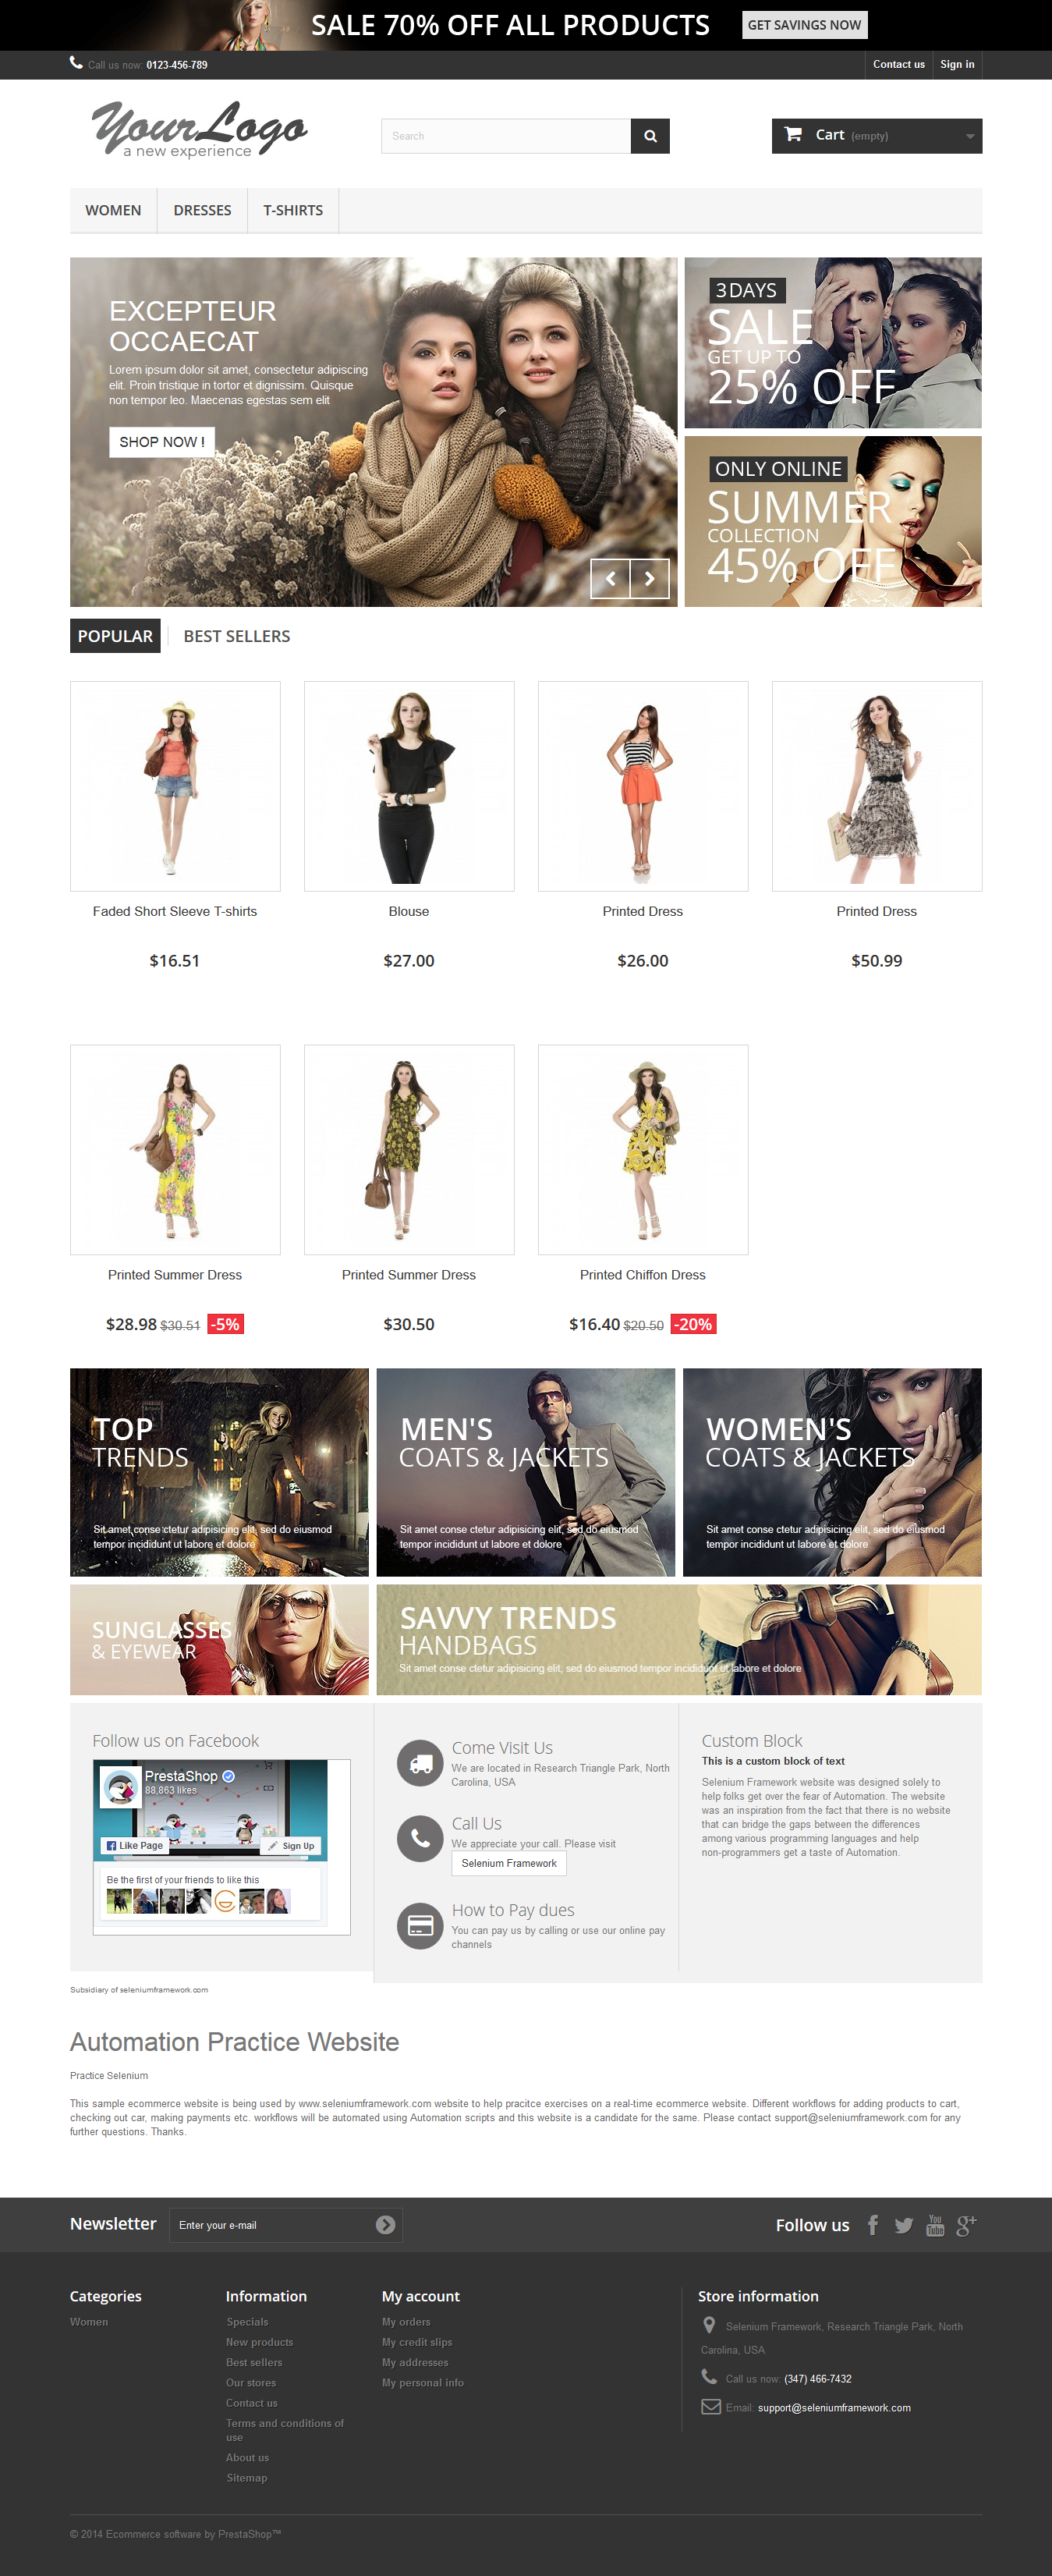 SALE 70% OFF ALL PRODUCTS
GET SAVINGS NOW
Call us now: 0123-456-789
Contact us
Sign in
YourLogo
a new experience
Search
Cart (empty)
WOMEN
DRESSES
T-SHIRTS
EXCEPTEUR
OCCAECAT
Lorem ipsum dolor sit amet, consectetur adipiscing
elit. Proin tristique in tortor et dignissim. Quisque
non tempor leo. Maecenas egestas sem elit
SHOP NOW !
3 DAYS
SALE
GET UP TO
25% OFF
ONLY ONLINE
SUMMER
COLLECTION
45% OFF
POPULAR
BEST SELLERS
Faded Short Sleeve T-shirts
$16.51
Blouse
$27.00
Printed Dress
$26.00
Printed Dress
$50.99
Printed Summer Dress
$28.98 $30.51 -5%
Printed Summer Dress
$30.50
Printed Chiffon Dress
$16.40 $20.50 -20%
TOP
TRENDS
Sit amet conse ctetur adipisicing elit, sed do eiusmod
tempor incididunt ut labore et dolore
MEN'S
COATS & JACKETS
Sit amet conse ctetur adipisicing elit, sed do eiusmod
tempor incididunt ut labore et dolore
WOMEN'S
COATS & JACKETS
Sit amet conse ctetur adipisicing elit, sed do eiusmod
tempor incididunt ut labore et dolore
SUNGLASSES
& EYEWEAR
SAVVY TRENDS
HANDBAGS
Sit amet conse ctetur adipisicing elit, sed do eiusmod tempor incididunt ut labore et dolore
Follow us on Facebook
PrestaShop
88,863 likes
Like Page
Sign Up
Be the first of your friends to like this
Come Visit Us
We are located in Research Triangle Park, North
Carolina, USA
Call Us
We appreciate your call. Please visit
Selenium Framework
How to Pay dues
You can pay us by calling or use our online pay
channels
Custom Block
This is a custom block of text
Selenium Framework website was designed solely to
help folks get over the fear of Automation. The website
was an inspiration from the fact that there is no website
that can bridge the gaps between the differences
among various programming languages and help
non-programmers get a taste of Automation.
Subsidiary of seleniumframework.com
Automation Practice Website
Practice Selenium
This sample ecommerce website is being used by www.seleniumframework.com website to help pracitce exercises on a real-time ecommerce website. Different workflows for adding products to cart,
checking out car, making payments etc. workflows will be automated using Automation scripts and this website is a candidate for the same. Please contact support@seleniumframework.com for any
further questions. Thanks.
Newsletter
Enter your e-mail
Follow us
You
Tube
Categories
Women
Information
Specials
New products
Best sellers
Our stores
Contact us
Terms and conditions of
use
About us
Sitemap
My account
My orders
My credit slips
My addresses
My personal info
Store information
Selenium Framework, Research Triangle Park, North
Carolina, USA
Call us now: (347) 466-7432
Email: support@seleniumframework.com
© 2014 Ecommerce software by PrestaShop™